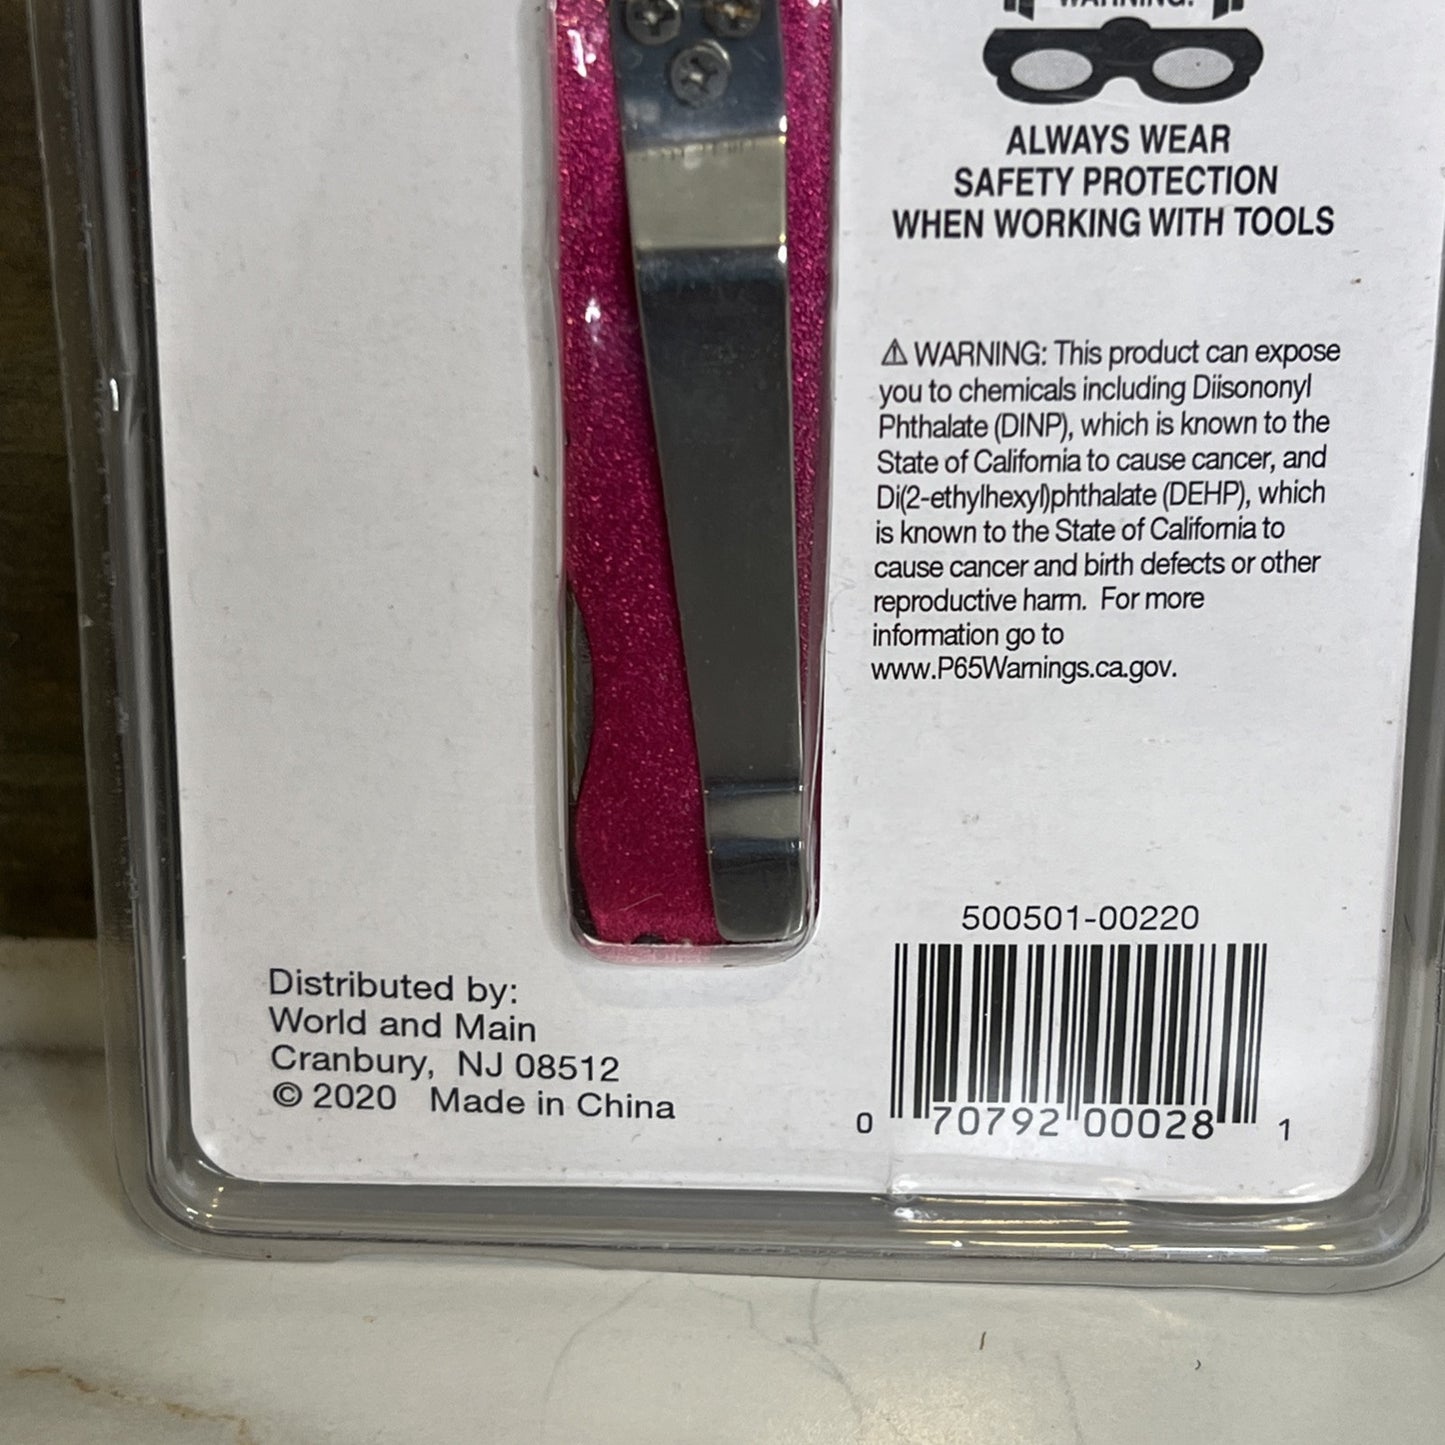 WARNING!
ALWAYS WEAR
SAFETY PROTECTION
WHEN WORKING WITH TOOLS
⚠ WARNING: This product can expose
you to chemicals including Diisononyl
Phthalate (DINP), which is known to the
State of California to cause cancer, and
Di(2-ethylhexyl)phthalate (DEHP), which
is known to the State of California to
cause cancer and birth defects or other
reproductive harm. For more
information go to
www.P65Warnings.ca.gov.
500501-00220
0 70792 00028 1
Distributed by:
World and Main
Cranbury, NJ 08512
© 2020 Made in China